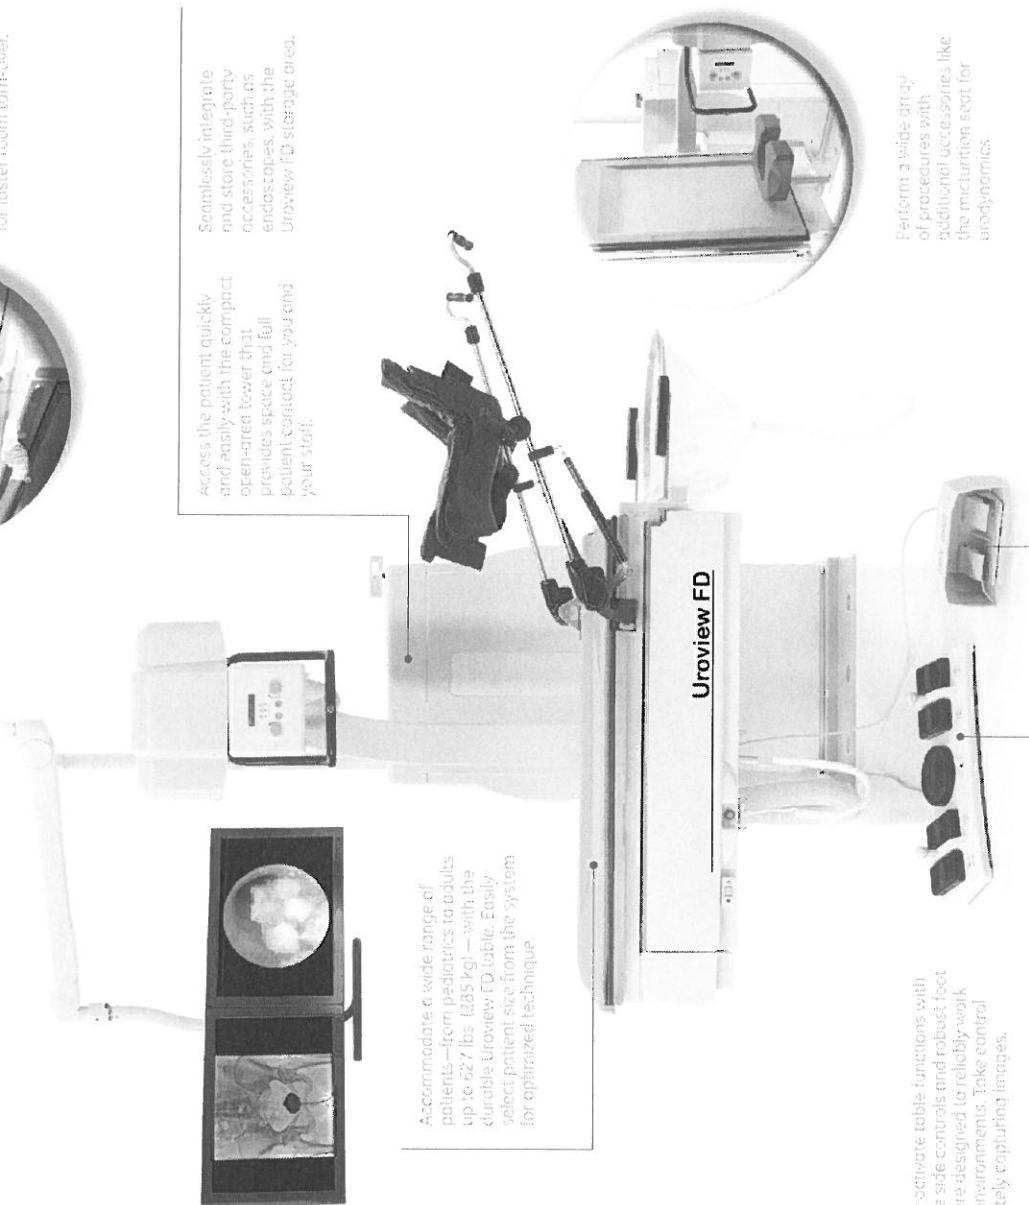 for faster room turn-over.
Seamlessly integrate
and store third-party
accessories, such as
endoscopes, with the
Uroview FD storage area.
Access the patient quickly
and easily with the compact
open-area tower that
provides space and full
patient contact for you and
your staff.
Perform a wide array
of procedures with
additional accessories like
the micturition seat for
urodynamics
Uroview FD
Accommodate a wide range of
patients—from pediatrics to adults
up to 627 lbs (285 kg) — with the
durable Uroview FD table. Easily
select patient size from the system
for optimized technique
activate table functions with
side controls and robust foot
designed to reliably work
environments. Take control
capturing images.